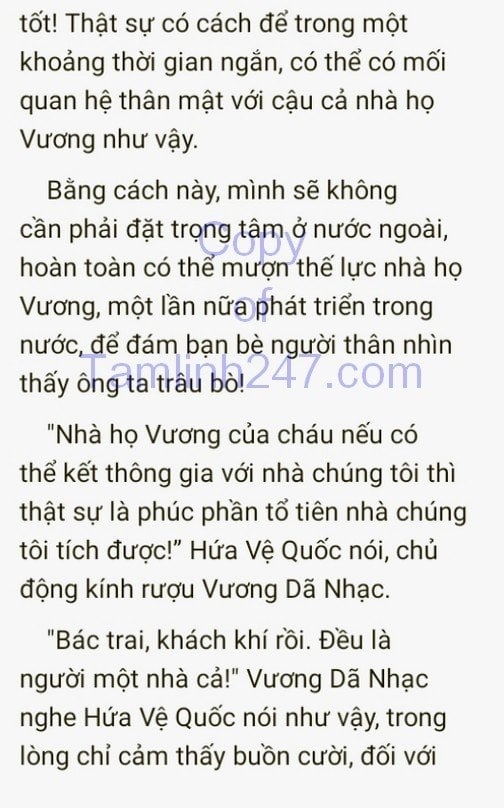 tốt! Thật sự có cách để trong một
khoảng thời gian ngắn, có thể có mối
quan hệ thân mật với cậu cả nhà họ
Vương như vậy.
Bằng cách này, mình sẽ không
cần phải đặt trọng tâm ở nước ngoài,
hoàn toàn có thể mượn thế lực nhà họ
Vương, một lần nữa phát triển trong
nước, để đám bạn bè người thân nhìn
thấy ông ta trâu bò!
"Nhà họ Vương của cháu nếu có
thể kết thông gia với nhà chúng tôi thì
thật sự là phúc phần tổ tiên nhà chúng
tôi tích được!” Hứa Vệ Quốc nói, chủ
động kính rượu Vương Dã Nhạc.
"Bác trai, khách khí rồi. Đều là
người một nhà cả!" Vương Dã Nhạc
nghe Hứa Vệ Quốc nói như vậy, trong
lòng chỉ cảm thấy buồn cười, đối với
Copy
of
Tamlinh247.com